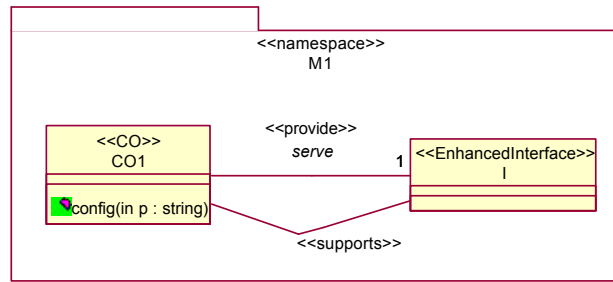 <<namespace>>
M1
<<provide>>
serve
<<CO>>
CO1
1
<<EnhancedInterface>>
I
config(in p : string)
<<supports>>